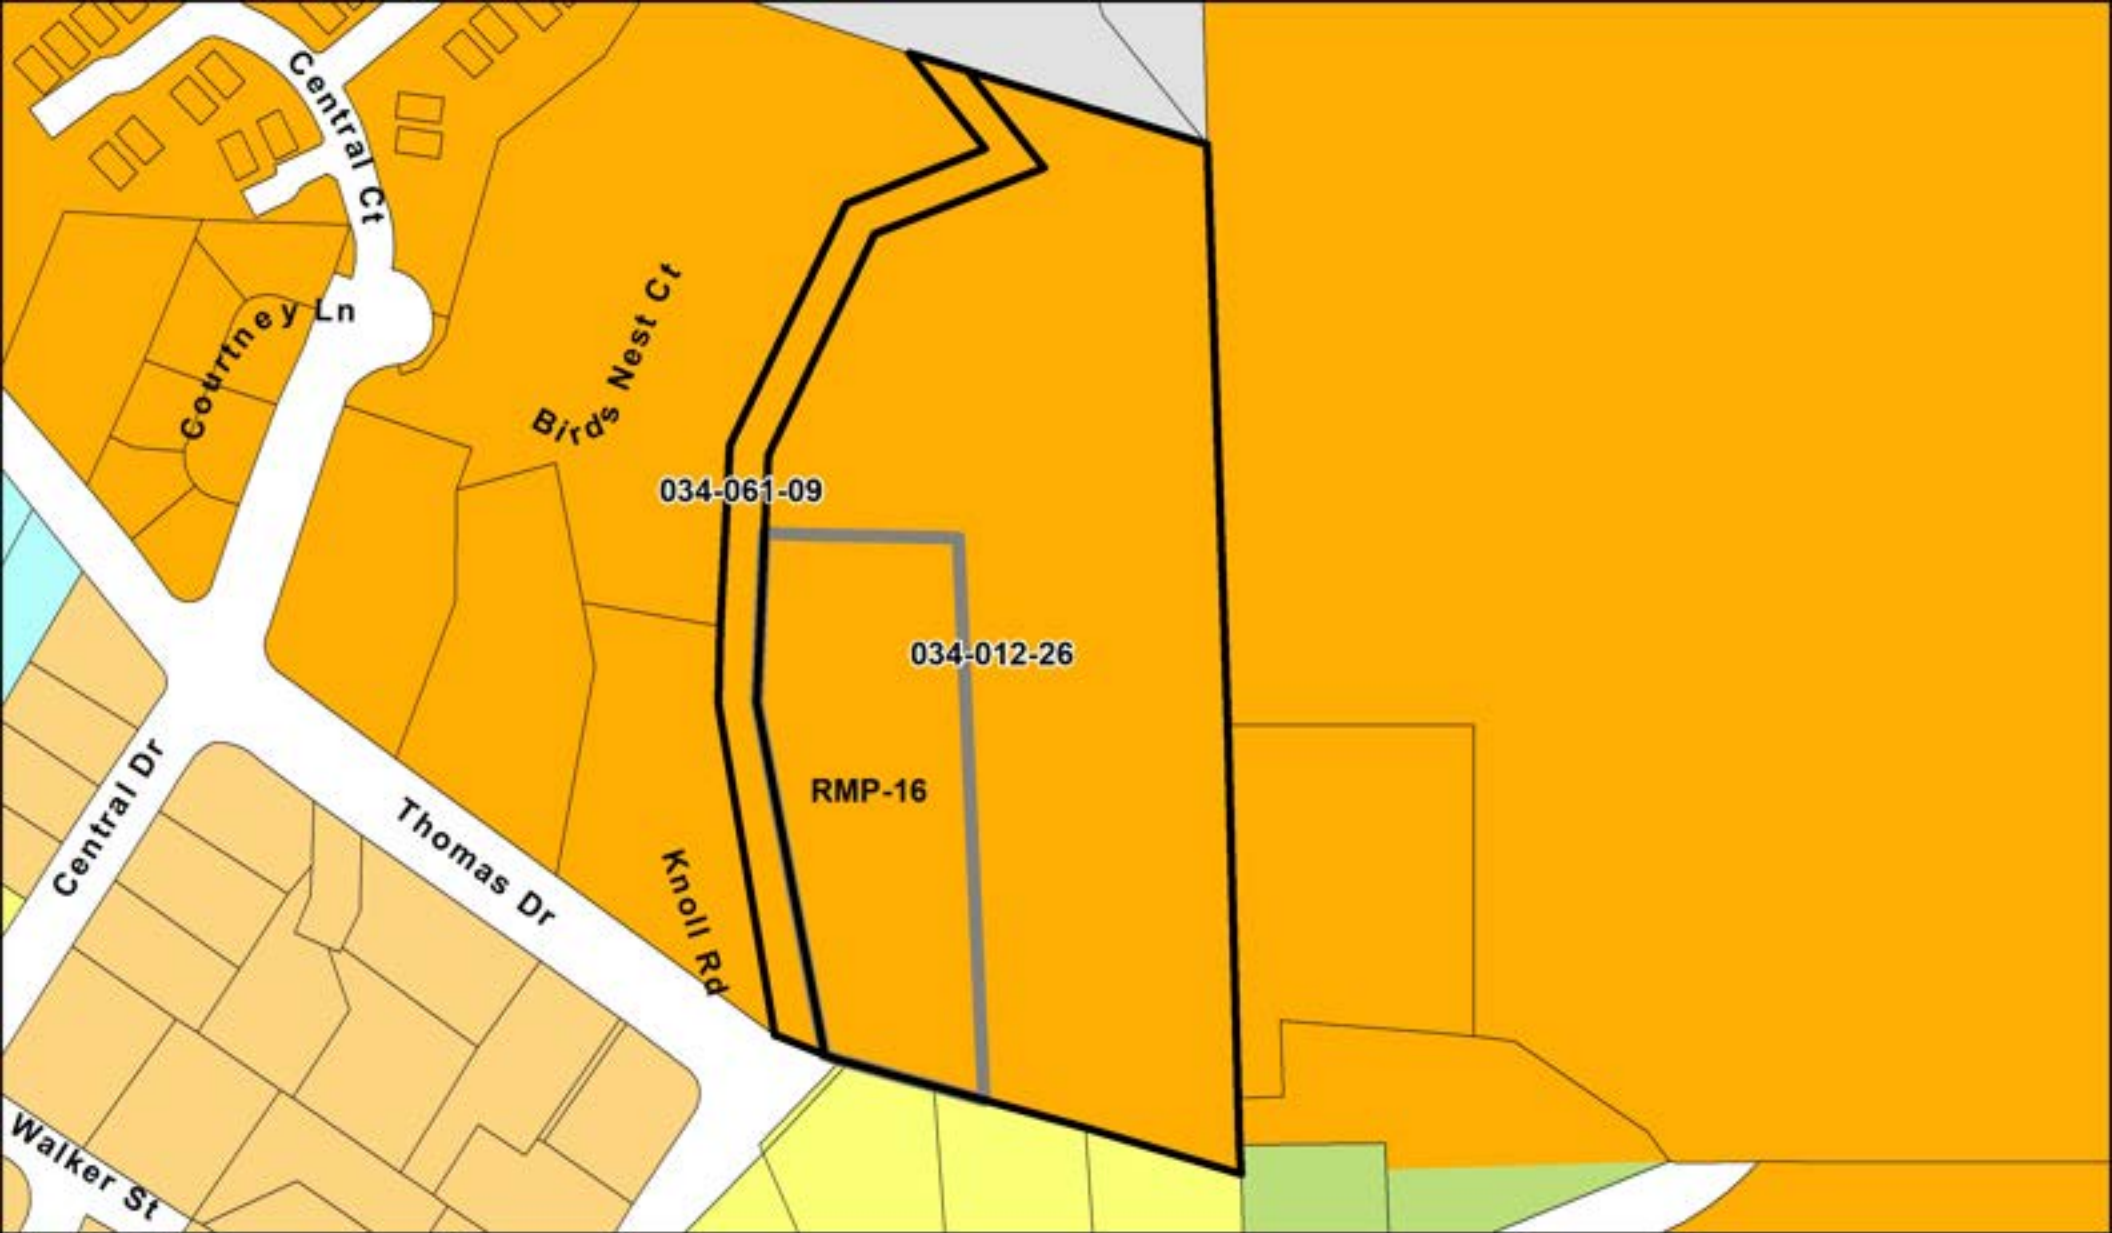 Central Ct
Courtney Ln
Birds Nest Ct
034-061-09
034-012-26
RMP-16
Central Dr
Thomas Dr
Knoll Rd
Walker St